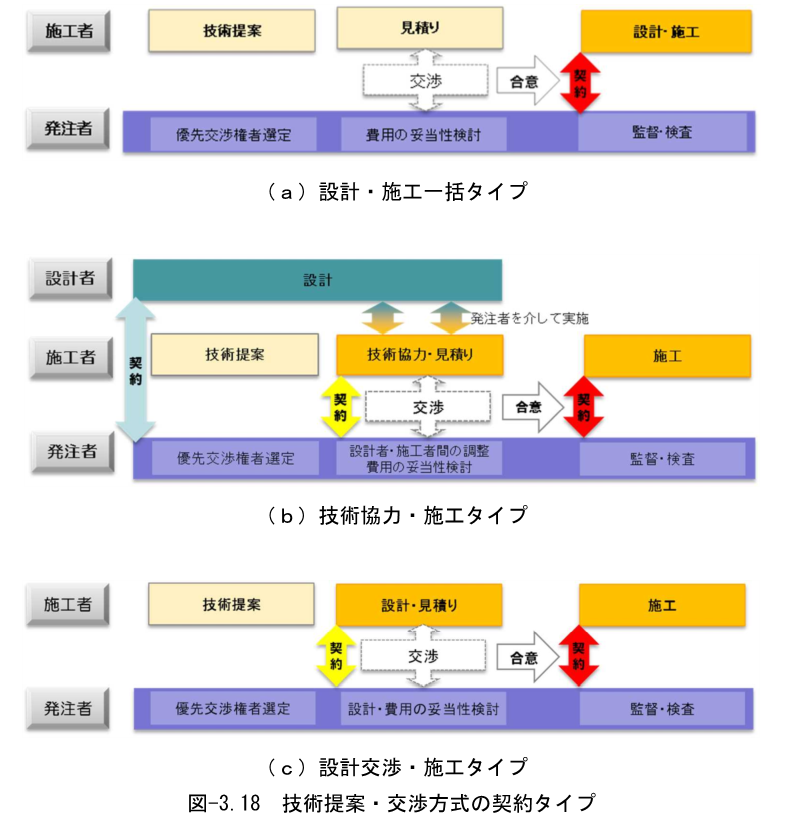 施工者
技術提案
見積り
設計・施工
交渉
合意
契約
発注者
優先交渉権者選定
費用の妥当性検討
監督・検査
（a）設計・施工一括タイプ
設計者
設計
発注者を介して実施
施工者
契約
技術提案
技術協力・見積り
施工
契約
交渉
合意
契約
発注者
優先交渉権者選定
設計者・施工者間の調整
費用の妥当性検討
監督・検査
（b）技術協力・施工タイプ
施工者
技術提案
設計・見積り
施工
契約
交渉
合意
契約
発注者
優先交渉権者選定
設計・費用の妥当性検討
監督・検査
（c）設計交渉・施工タイプ
図-3.18　技術提案・交渉方式の契約タイプ